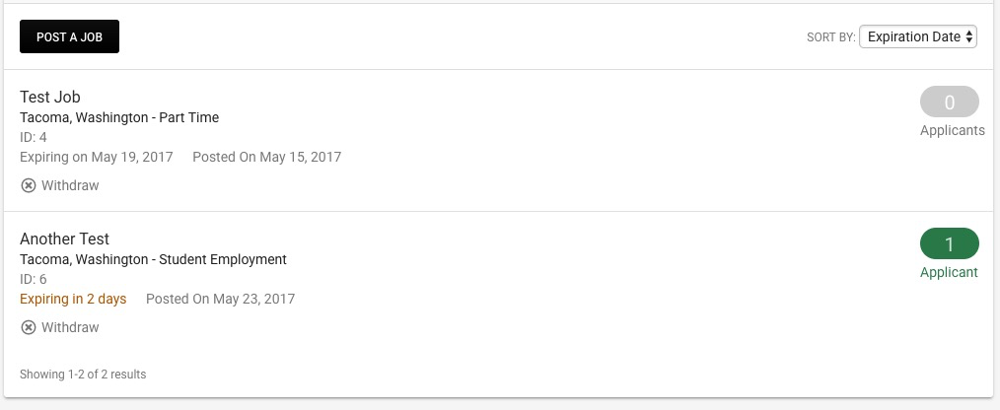 POST A JOB
SORT BY: Expiration Date
Test Job
Tacoma, Washington - Part Time
ID: 4
Expiring on May 19, 2017 Posted On May 15, 2017
Withdraw
0
Applicants
Another Test
Tacoma, Washington - Student Employment
ID: 6
Expiring in 2 days Posted On May 23, 2017
Withdraw
1
Applicant
Showing 1-2 of 2 results